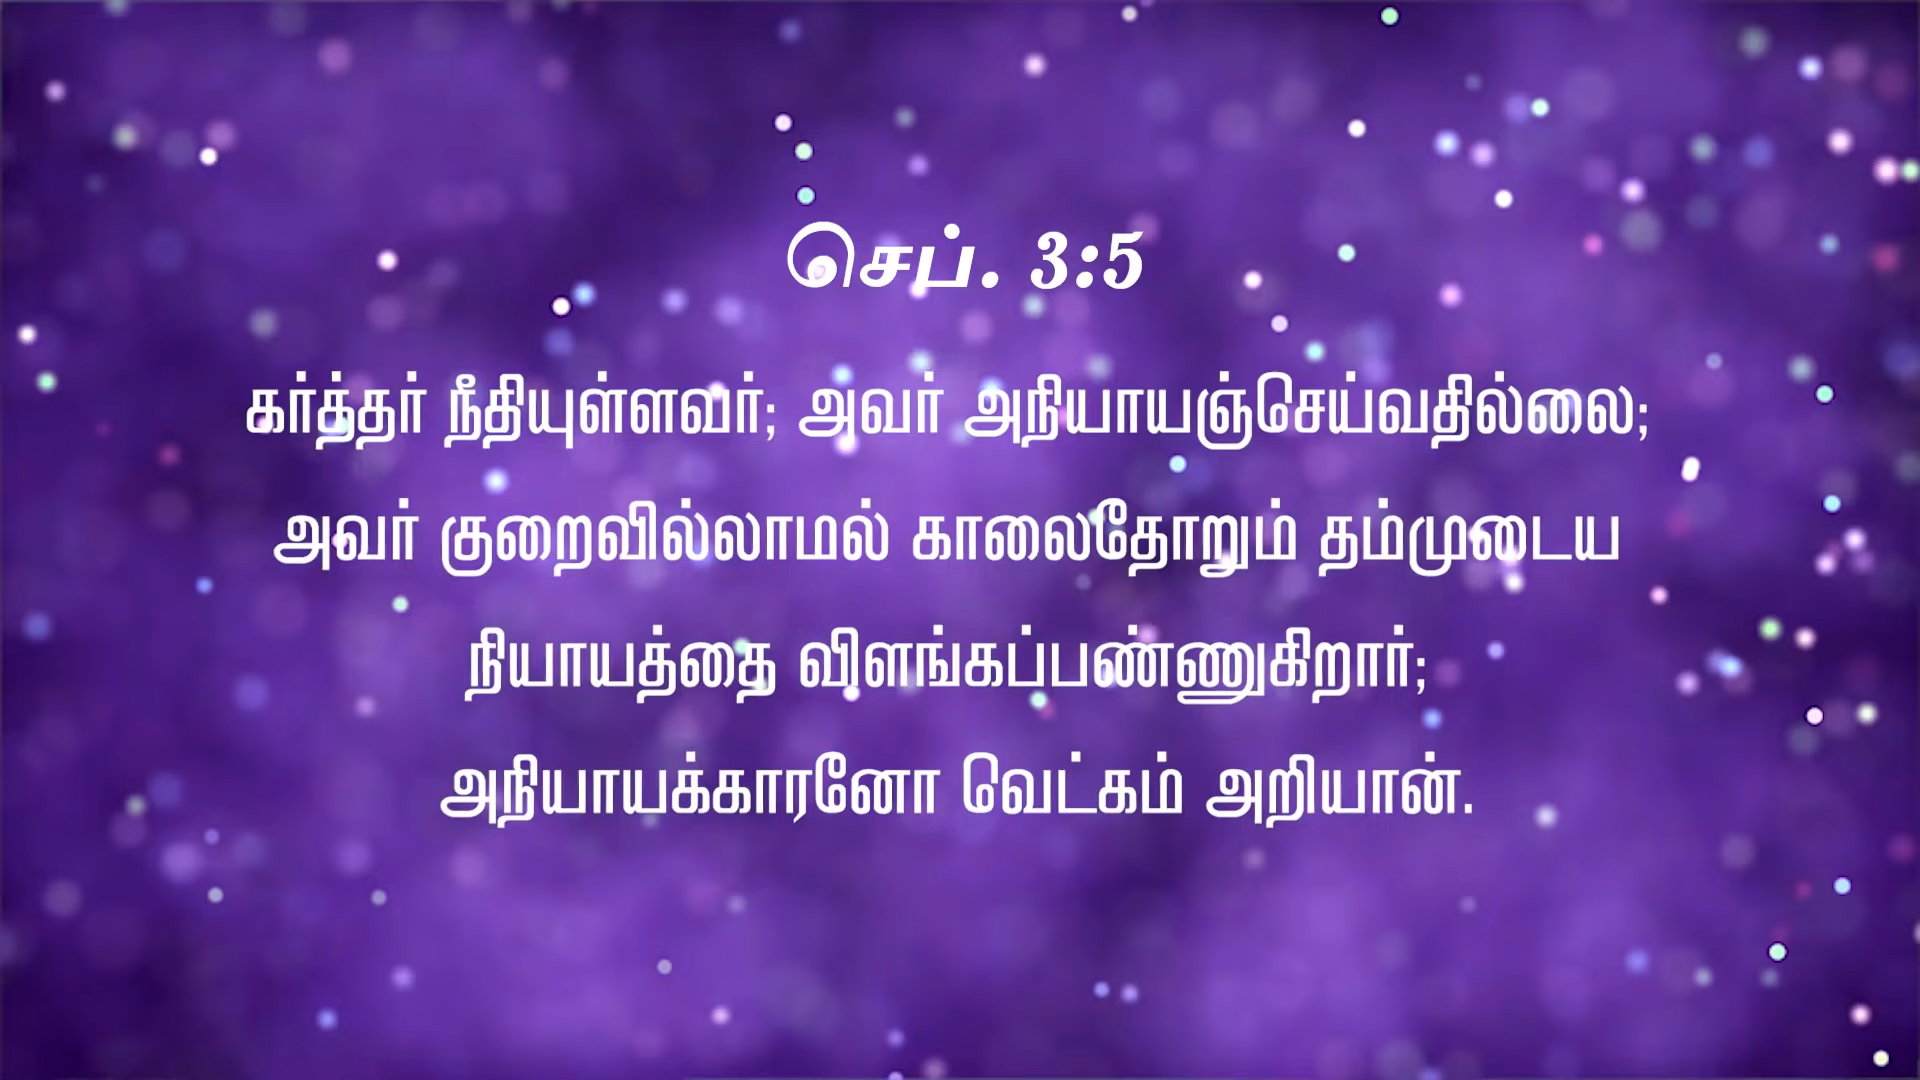 செப். 3:5
கர்த்தர் நீதியுள்ளவர்; அவர் அநியாயஞ்செய்வதில்லை;
அவர் குறைவில்லாமல் காலைதோறும் தம்முடைய
நியாயத்தை விளங்கப்பண்ணுகிறார்;
அநியாயக்காரனோ வெட்கம் அறியான்.